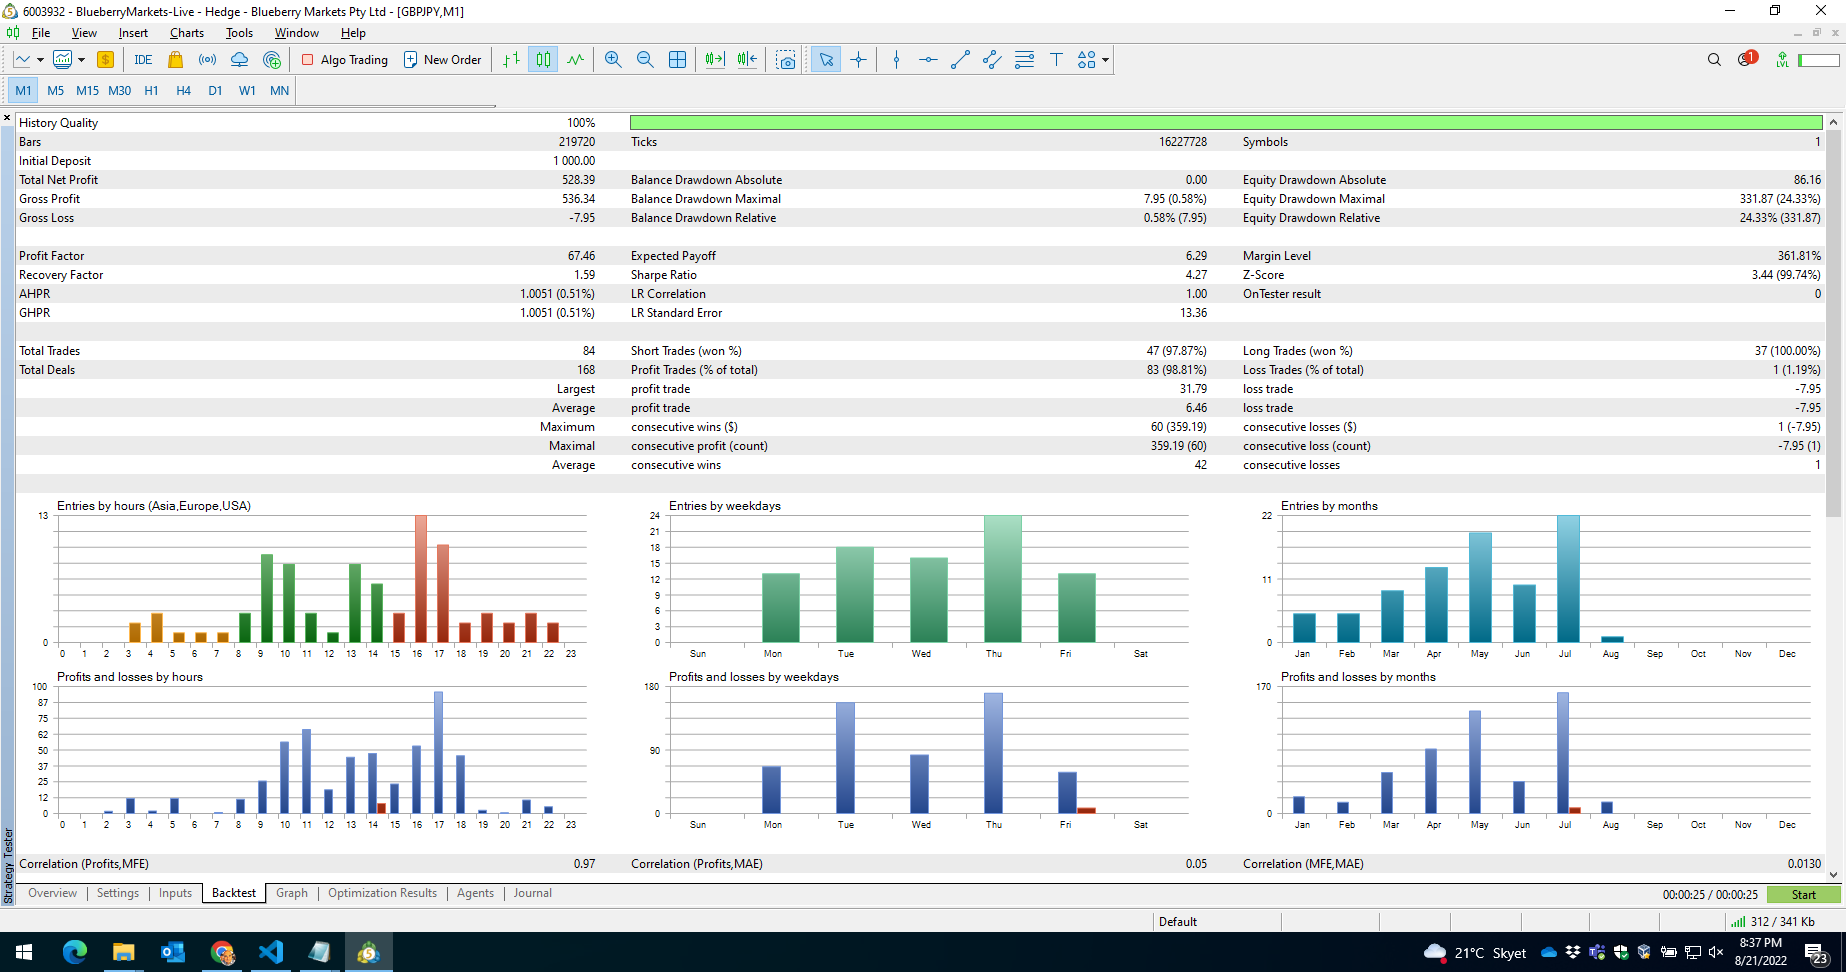 6003932 - BlueberryMarkets-Live - Hedge - Blueberry Markets Pty Ltd - [GBPJPY,M1]
File View Insert Charts Tools Window Help
IDE Algo Trading New Order 1 LVL
M1 M5 M15 M30 H1 H4 D1 W1 MN
History Quality 100%
Bars 219720 Ticks 16227728 Symbols 1
Initial Deposit 1 000.00
Total Net Profit 528.39 Balance Drawdown Absolute 0.00 Equity Drawdown Absolute 86.16
Gross Profit 536.34 Balance Drawdown Maximal 7.95 (0.58%) Equity Drawdown Maximal 331.87 (24.33%)
Gross Loss -7.95 Balance Drawdown Relative 0.58% (7.95) Equity Drawdown Relative 24.33% (331.87)
Profit Factor 67.46 Expected Payoff 6.29 Margin Level 361.81%
Recovery Factor 1.59 Sharpe Ratio 4.27 Z-Score 3.44 (99.74%)
AHPR 1.0051 (0.51%) LR Correlation 1.00 OnTester result 0
GHPR 1.0051 (0.51%) LR Standard Error 13.36
Total Trades 84 Short Trades (won %) 47 (97.87%) Long Trades (won %) 37 (100.00%)
Total Deals 168 Profit Trades (% of total) 83 (98.81%) Loss Trades (% of total) 1 (1.19%)
Largest profit trade 31.79 loss trade -7.95
Average profit trade 6.46 loss trade -7.95
Maximum consecutive wins ($) 60 (359.19) consecutive losses ($) 1 (-7.95)
Maximal consecutive profit (count) 359.19 (60) consecutive loss (count) -7.95 (1)
Average consecutive wins 42 consecutive losses 1
Entries by hours (Asia,Europe,USA)
13
0
0 1 2 3 4 5 6 7 8 9 10 11 12 13 14 15 16 17 18 19 20 21 22 23
Entries by weekdays
24
21
18
15
12
9
6
3
0
Sun Mon Tue Wed Thu Fri Sat
Entries by months
22
11
0
Jan Feb Mar Apr May Jun Jul Aug Sep Oct Nov Dec
Profits and losses by hours
100
87
75
62
50
37
25
12
0
0 1 2 3 4 5 6 7 8 9 10 11 12 13 14 15 16 17 18 19 20 21 22 23
Profits and losses by weekdays
180
90
0
Sun Mon Tue Wed Thu Fri Sat
Profits and losses by months
170
0
Jan Feb Mar Apr May Jun Jul Aug Sep Oct Nov Dec
Correlation (Profits,MFE) 0.97 Correlation (Profits,MAE) 0.05 Correlation (MFE,MAE) 0.0130
Strategy Tester
Overview Settings Inputs Backtest Graph Optimization Results Agents Journal 00:00:25 / 00:00:25 Start
Default 312 / 341 Kb
21°C Skyet 8:37 PM
8/21/2022 23